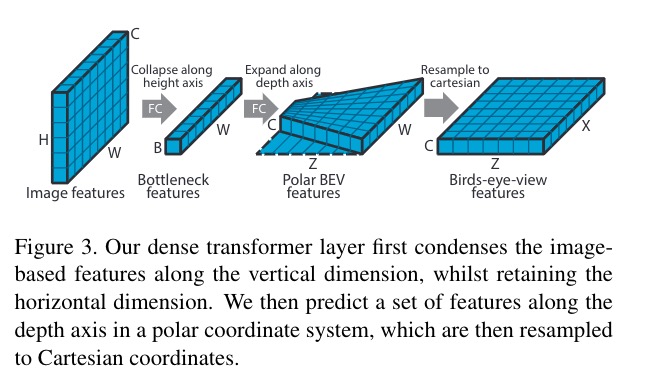 C
H
W
Image features
Collapse along
height axis
FC
B
W
Bottleneck
features
Expand along
depth axis
FC
C
W
Z
Polar BEV
features
Resample to
cartesian
C
X
Z
Birds-eye-view
features
Figure 3. Our dense transformer layer first condenses the image-
based features along the vertical dimension, whilst retaining the
horizontal dimension. We then predict a set of features along the
depth axis in a polar coordinate system, which are then resampled
to Cartesian coordinates.